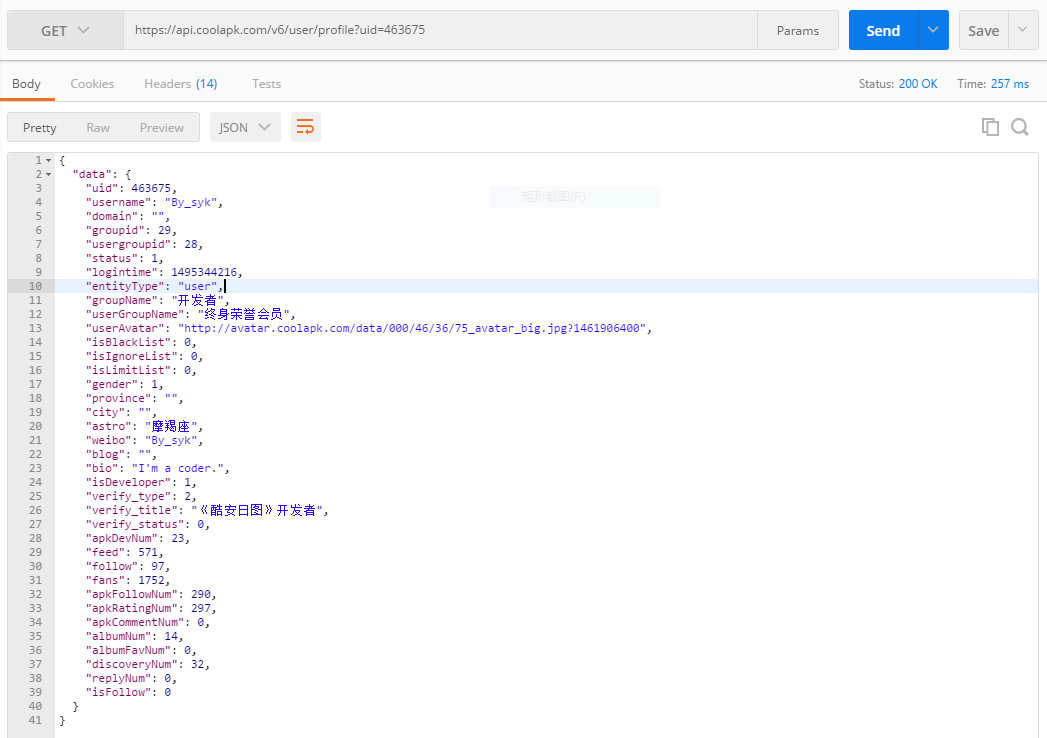 GET https://api.coolapk.com/v6/user/profile?uid=463675 Params Send Save
Body Cookies Headers (14) Tests Status: 200 OK Time: 257 ms
Pretty Raw Preview JSON
矩形截图(R)
1 {
2 "data": {
3 "uid": 463675,
4 "username": "By_syk",
5 "domain": "",
6 "groupid": 29,
7 "usergroupid": 28,
8 "status": 1,
9 "logintime": 1495344216,
10 "entityType": "user",
11 "groupName": "开发者",
12 "userGroupName": "终身荣誉会员",
13 "userAvatar": "http://avatar.coolapk.com/data/000/46/36/75_avatar_big.jpg?1461906400",
14 "isBlackList": 0,
15 "isIgnoreList": 0,
16 "isLimitList": 0,
17 "gender": 1,
18 "province": "",
19 "city": "",
20 "astro": "摩羯座",
21 "weibo": "By_syk",
22 "blog": "",
23 "bio": "I'm a coder.",
24 "isDeveloper": 1,
25 "verify_type": 2,
26 "verify_title": "《酷安日图》开发者",
27 "verify_status": 0,
28 "apkDevNum": 23,
29 "feed": 571,
30 "follow": 97,
31 "fans": 1752,
32 "apkFollowNum": 290,
33 "apkRatingNum": 297,
34 "apkCommentNum": 0,
35 "albumNum": 14,
36 "albumFavNum": 0,
37 "discoveryNum": 32,
38 "replyNum": 0,
39 "isFollow": 0
40 }
41 }